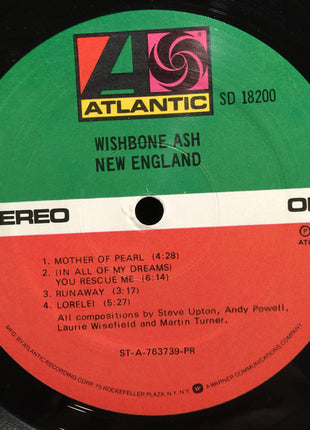 A
ATLANTIC
SD 18200
WISHBONE ASH
NEW ENGLAND
STEREO
1. MOTHER OF PEARL (4:28)
2. (IN ALL OF MY DREAMS)
YOU RESCUE ME (6:14)
3. RUNAWAY (3:17)
4. LORELEI (5:27)
All compositions by Steve Upton, Andy Powell,
Laurie Wisefield and Martin Turner.
ST-A-763739-PR
MFG. BY ATLANTIC RECORDING CORP. 75 ROCKEFELLER PLAZA, N.Y. N.Y. A WARNER COMMUNICATIONS COMPANY